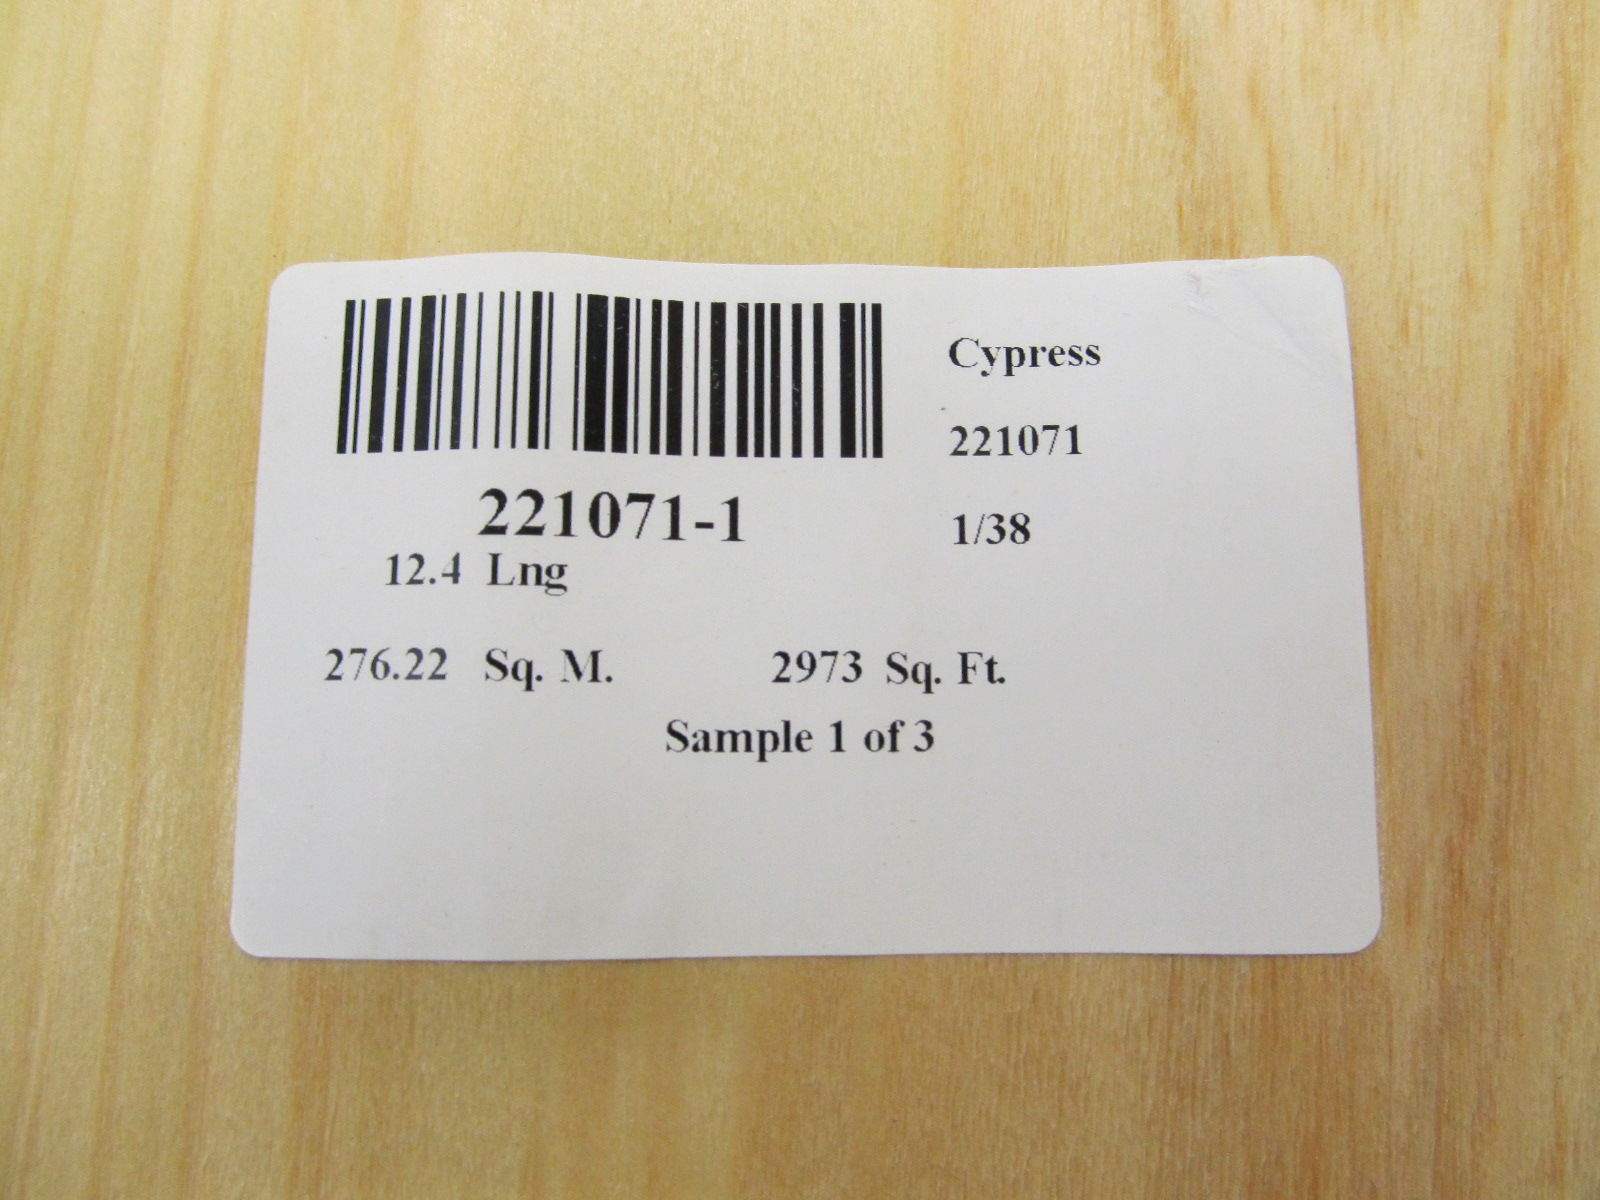 Cypress
221071
221071-1
1/38
12.4 Lng
276.22 Sq. M. 2973 Sq. Ft.
Sample 1 of 3